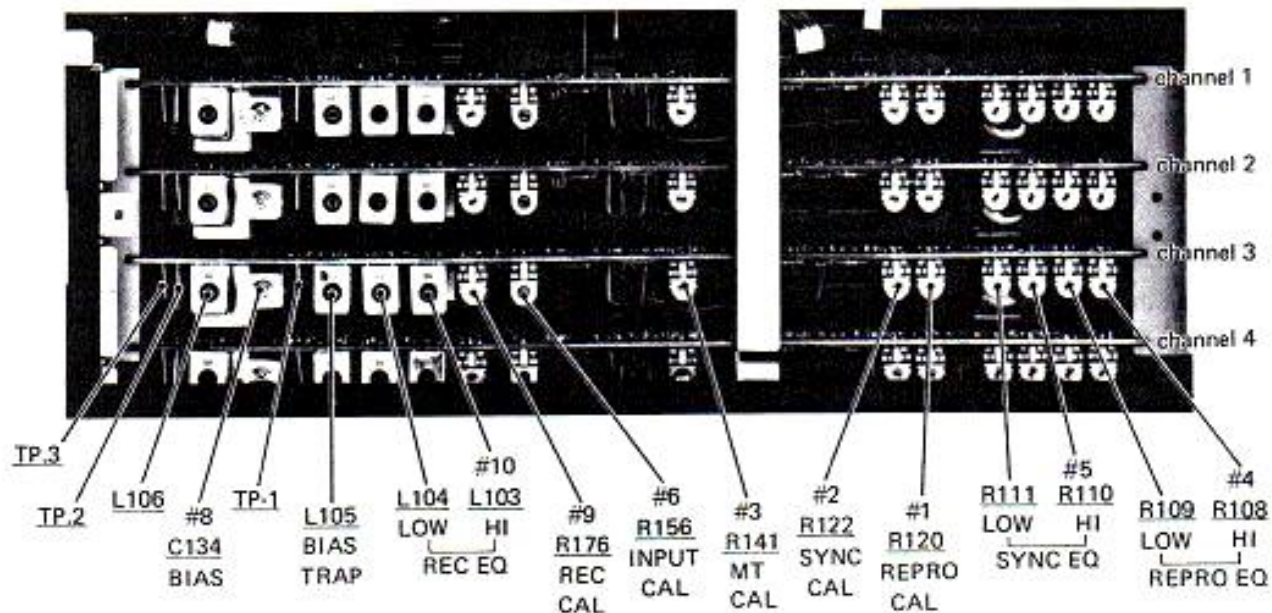 channel 1
channel 2
channel 3
channel 4
TP.3
TP.2
L106
#8
C134
BIAS
TP-1
L105
BIAS
TRAP
L104
LOW
#10
L103
HI
REC EQ
#9
R176
REC
CAL
#6
R156
INPUT
CAL
#3
R141
MT
CAL
#2
R122
SYNC
CAL
#1
R120
REPRO
CAL
R111
LOW
#5
R110
HI
SYNC EQ
R109
LOW
#4
R108
HI
REPRO EQ